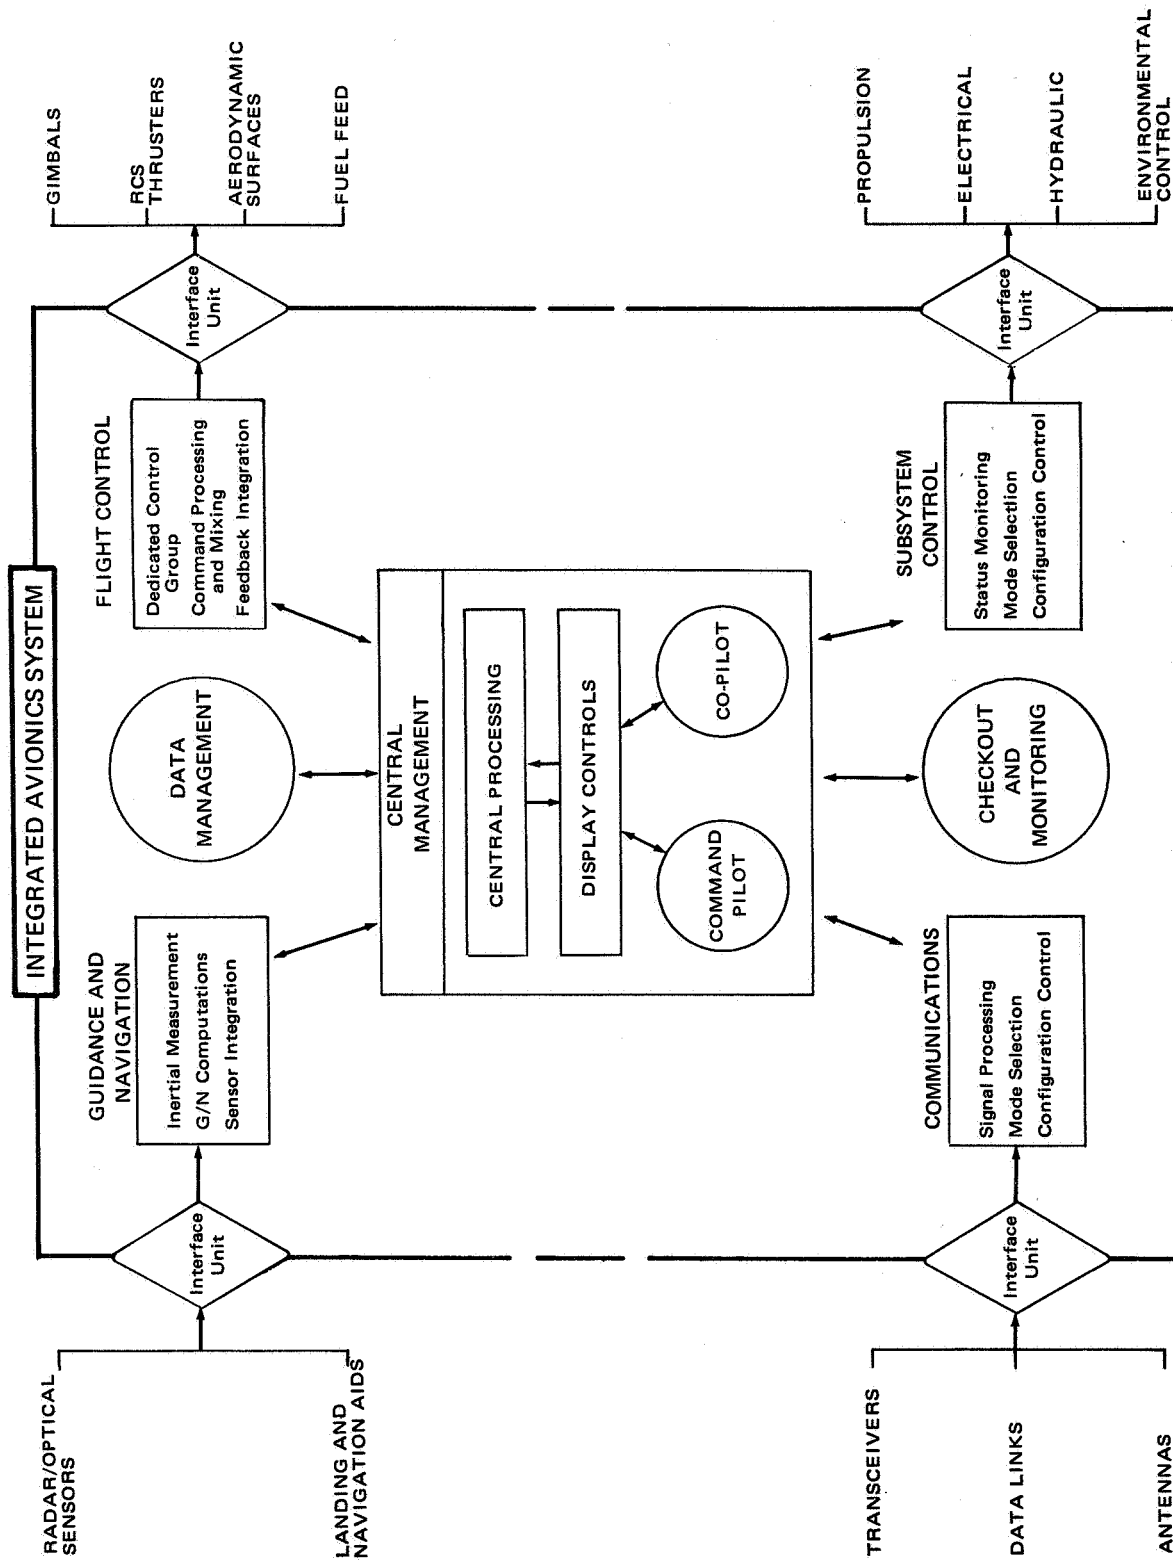 INTEGRATED AVIONICS SYSTEM
RADAR/OPTICAL
SENSORS
LANDING AND
NAVIGATION AIDS
Interface
Unit
GUIDANCE AND
NAVIGATION
Inertial Measurement
G/N Computations
Sensor Integration
DATA
MANAGEMENT
FLIGHT CONTROL
Dedicated Control
Group
Command Processing
and Mixing
Feedback Integration
Interface
Unit
GIMBALS
RCS
THRUSTERS
AERODYNAMIC
SURFACES
FUEL FEED
CENTRAL
MANAGEMENT
CENTRAL PROCESSING
DISPLAY CONTROLS
COMMAND
PILOT
CO-PILOT
TRANSCEIVERS
DATA LINKS
ANTENNAS
Interface
Unit
COMMUNICATIONS
Signal Processing
Mode Selection
Configuration Control
CHECKOUT
AND
MONITORING
SUBSYSTEM
CONTROL
Status Monitoring
Mode Selection
Configuration Control
Interface
Unit
PROPULSION
ELECTRICAL
HYDRAULIC
ENVIRONMENTAL
CONTROL